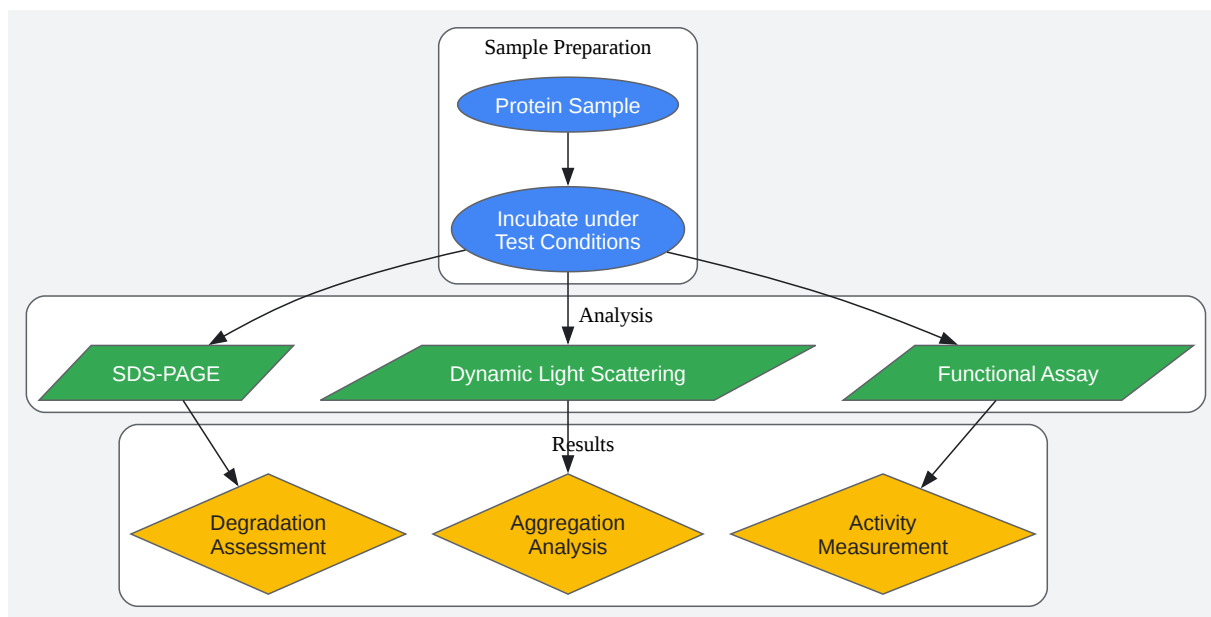 Sample Preparation
Protein Sample
Incubate under
Test Conditions
Analysis
SDS-PAGE
Dynamic Light Scattering
Functional Assay
Results
Degradation
Assessment
Aggregation
Analysis
Activity
Measurement